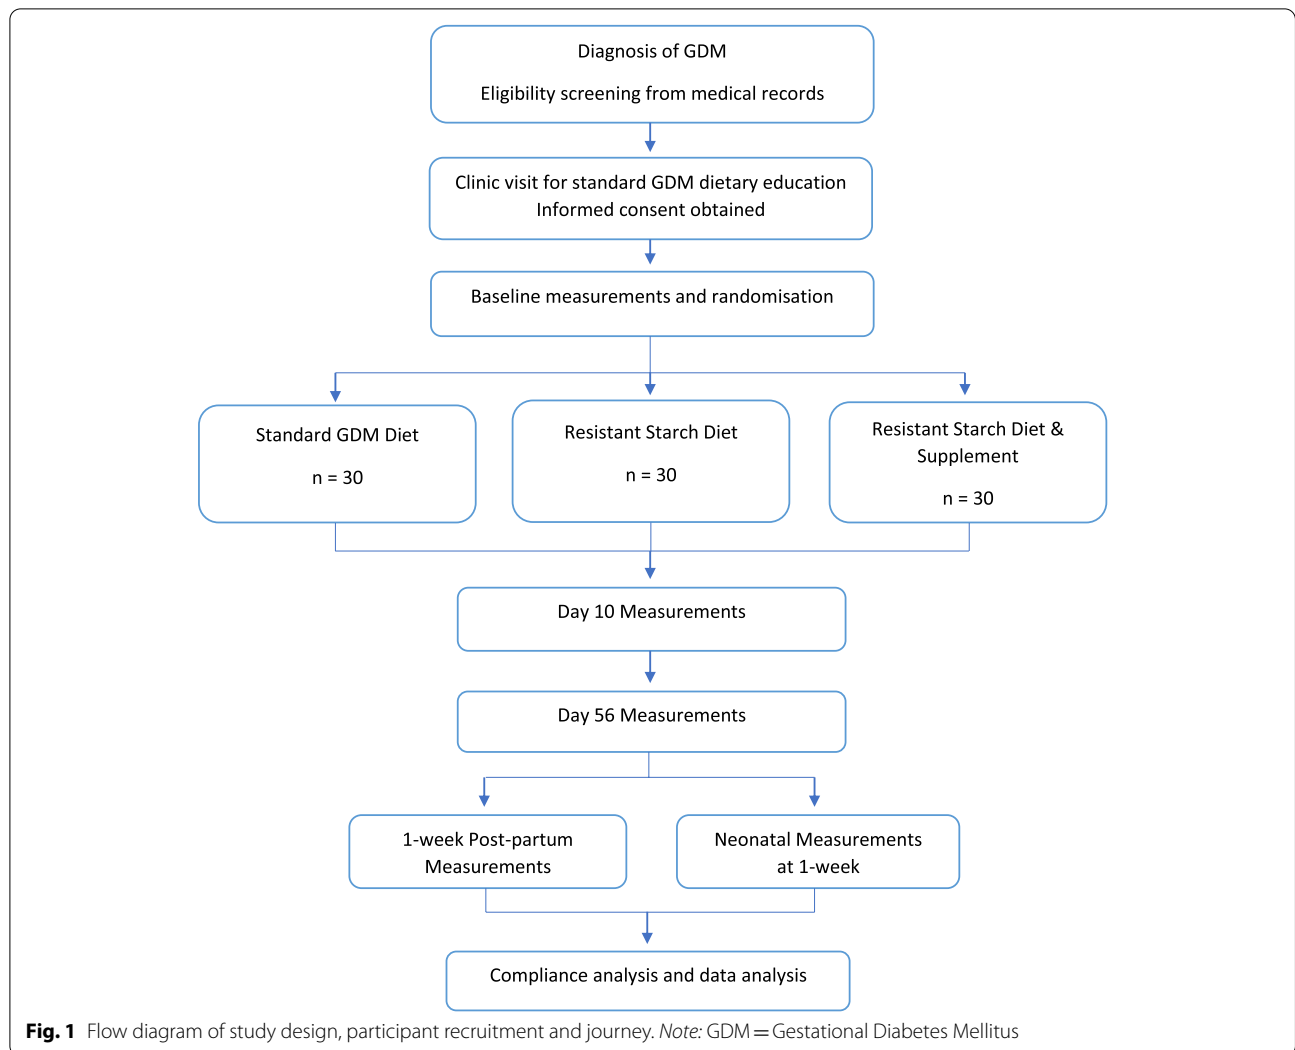 Diagnosis of GDM
Eligibility screening from medical records
Clinic visit for standard GDM dietary education
Informed consent obtained
Baseline measurements and randomisation
Standard GDM Diet
n = 30
Resistant Starch Diet
n = 30
Resistant Starch Diet &
Supplement
n = 30
Day 10 Measurements
Day 56 Measurements
1-week Post-partum
Measurements
Neonatal Measurements
at 1-week
Compliance analysis and data analysis
Fig. 1 Flow diagram of study design, participant recruitment and journey. Note: GDM = Gestational Diabetes Mellitus